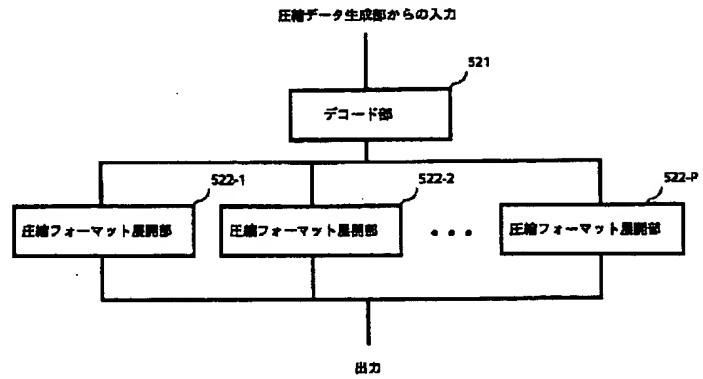 圧縮データ生成部からの入力
521
デコード部
522-1
522-2
522-P
圧縮フォーマット展開部
圧縮フォーマット展開部
• • •
圧縮フォーマット展開部
出力